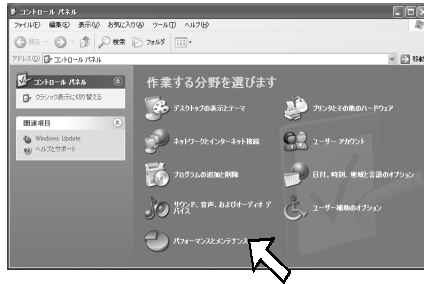 コントロール パネル
ファイル(F) 編集(E) 表示(V) お気に入り(A) ツール(T) ヘルプ(H)
戻る 検索 フォルダ
アドレス(D) コントロール パネル 移動
コントロール パネル
クラシック表示に切り替える
関連項目
Windows Update
ヘルプとサポート
作業する分野を選びます
デスクトップの表示とテーマ
プリンタとその他のハードウェア
ネットワークとインターネット接続
ユーザー アカウント
プログラムの追加と削除
日付、時刻、地域と言語のオプション
サウンド、音声、およびオーディオ デ
バイス
ユーザー補助のオプション
パフォーマンスとメンテナンス